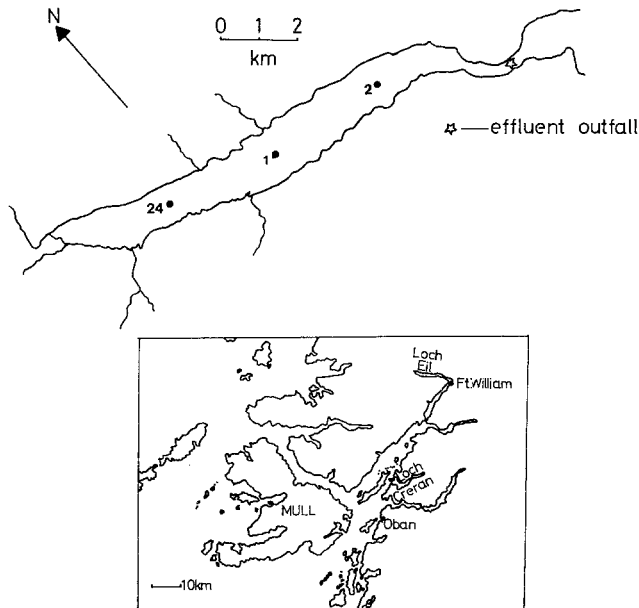 N
0 1 2
km
2
effluent outfall
1
24
Loch
Eil
Ft.William
Loch
Creran
MULL
Oban
10km